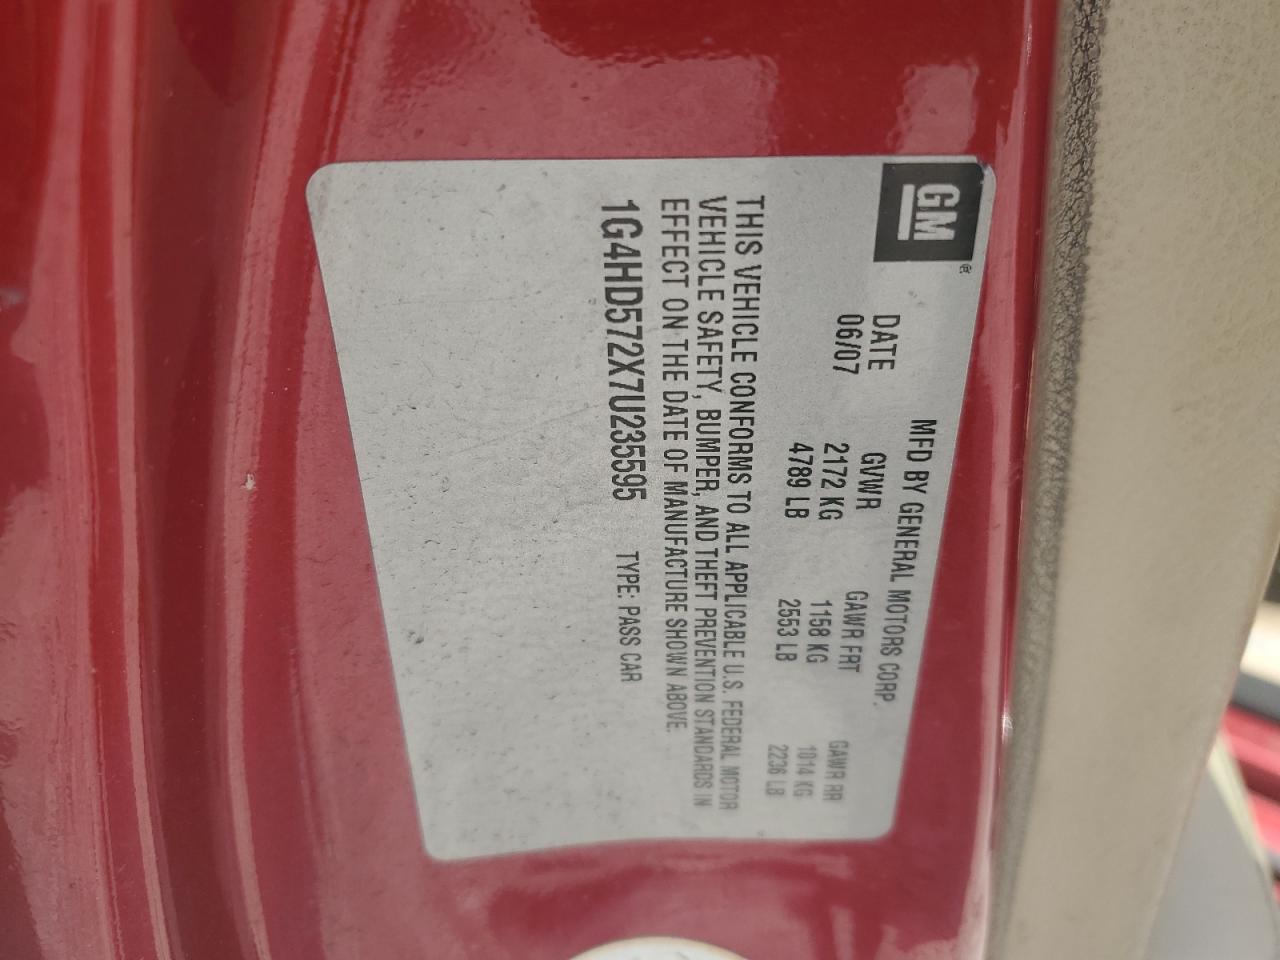 GM
MFD BY GENERAL MOTORS CORP.
DATE GVWR GAWR FRT GAWR RR
06/07 2172 KG 1158 KG 1014 KG
4789 LB 2553 LB 2236 LB
THIS VEHICLE CONFORMS TO ALL APPLICABLE U.S. FEDERAL MOTOR
VEHICLE SAFETY, BUMPER, AND THEFT PREVENTION STANDARDS IN
EFFECT ON THE DATE OF MANUFACTURE SHOWN ABOVE.
1G4HD572X7U235595 TYPE: PASS CAR